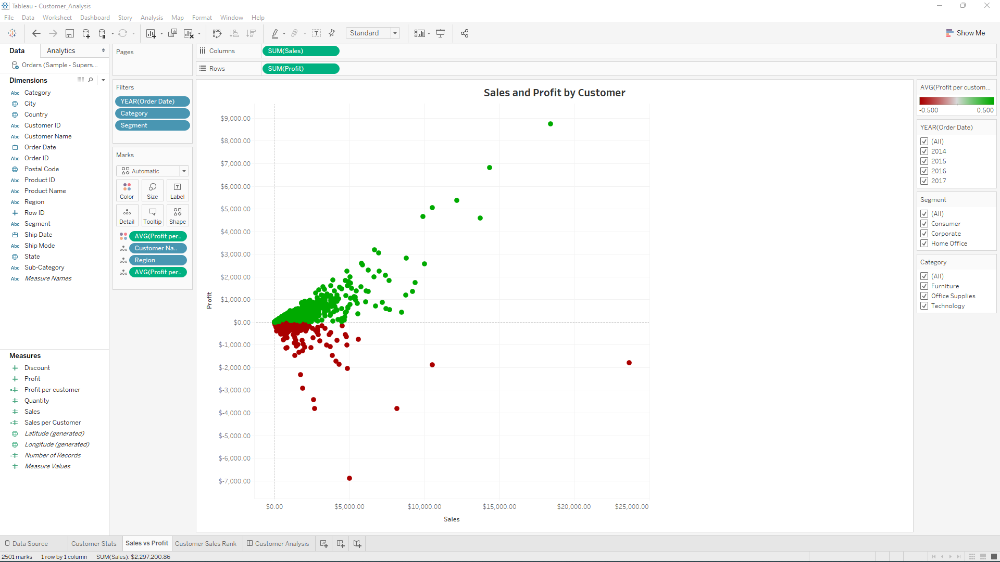 Tableau - Customer_Analysis
File Data Worksheet Dashboard Story Analysis Map Format Window Help
Standard
Show Me
Data
Analytics
Orders (Sample - Supers...
Dimensions
Abc Category
City
Country
Abc Customer ID
Abc Customer Name
Order Date
Abc Order ID
Postal Code
Abc Product ID
Abc Product Name
Abc Region
# Row ID
Abc Segment
Ship Date
Abc Ship Mode
State
Abc Sub-Category
Abc Measure Names
Measures
# Discount
# Profit
=# Profit per customer
# Quantity
# Sales
=# Sales per Customer
Latitude (generated)
Longitude (generated)
=# Number of Records
# Measure Values
Pages
Filters
YEAR(Order Date)
Category
Segment
Marks
Automatic
Color Size Label
Detail Tooltip Shape
AVG(Profit per..
Customer Na..
Region
AVG(Profit per..
Columns SUM(Sales)
Rows SUM(Profit)
Sales and Profit by Customer
Profit
$9,000.00
$8,000.00
$7,000.00
$6,000.00
$5,000.00
$4,000.00
$3,000.00
$2,000.00
$1,000.00
$0.00
$-1,000.00
$-2,000.00
$-3,000.00
$-4,000.00
$-5,000.00
$-6,000.00
$-7,000.00
$0.00 $5,000.00 $10,000.00 $15,000.00 $20,000.00 $25,000.00
Sales
AVG(Profit per custom...
-0.500 0.500
YEAR(Order Date)
(All)
2014
2015
2016
2017
Segment
(All)
Consumer
Corporate
Home Office
Category
(All)
Furniture
Office Supplies
Technology
Data Source Customer Stats Sales vs Profit Customer Sales Rank Customer Analysis
2501 marks 1 row by 1 column SUM(Sales): $2,297,200.86